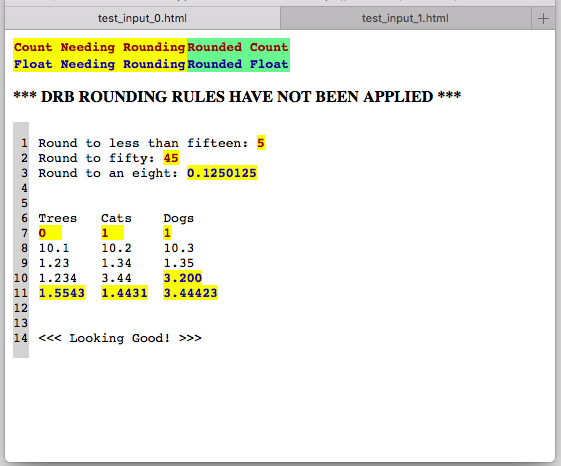 test_input_0.html test_input_1.html +
Count Needing Rounding Rounded Count
Float Needing Rounding Rounded Float
*** DRB ROUNDING RULES HAVE NOT BEEN APPLIED ***
1 Round to less than fifteen: 5
2 Round to fifty: 45
3 Round to an eight: 0.1250125
4
5
6 Trees Cats Dogs
7 0 1 1
8 10.1 10.2 10.3
9 1.23 1.34 1.35
10 1.234 3.44 3.200
11 1.5543 1.4431 3.44423
12
13
14 <<< Looking Good! >>>